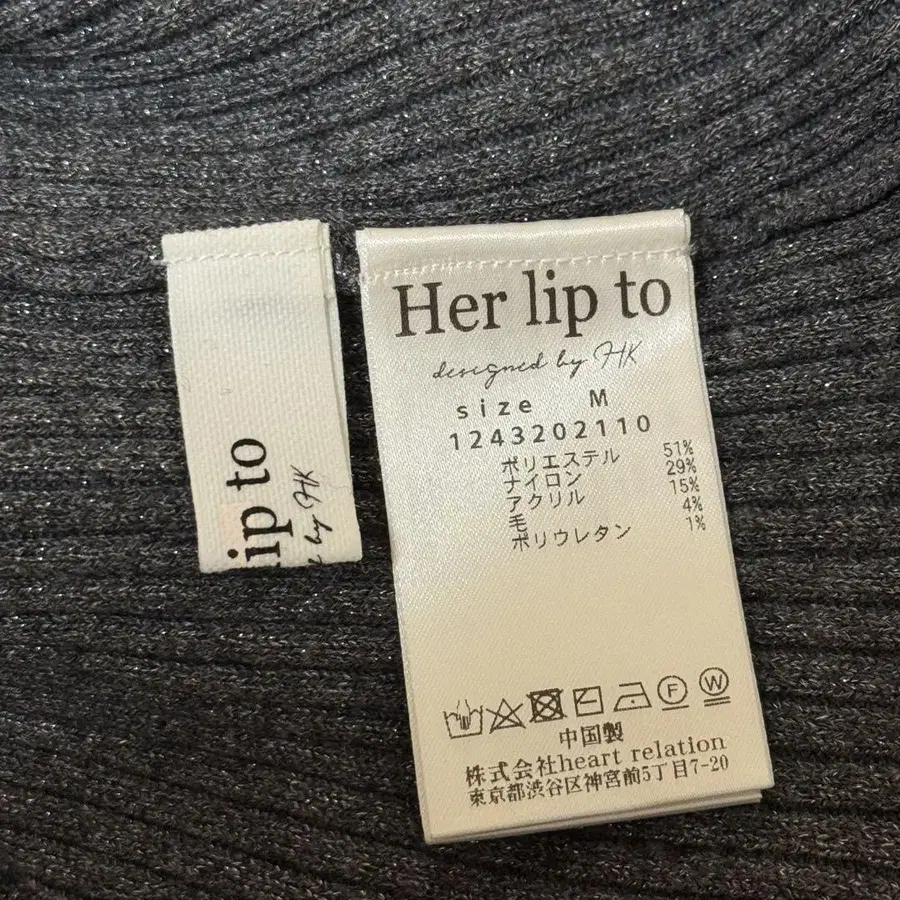 ip to
by HK
Her lip to
designed by HK
size M
1243202110
ポリエステル 51%
ナイロン 29%
アクリル 15%
毛 4%
ポリウレタン 1%
F W
中国製
株式会社heart relation
東京都渋谷区神宮前5丁目7-20